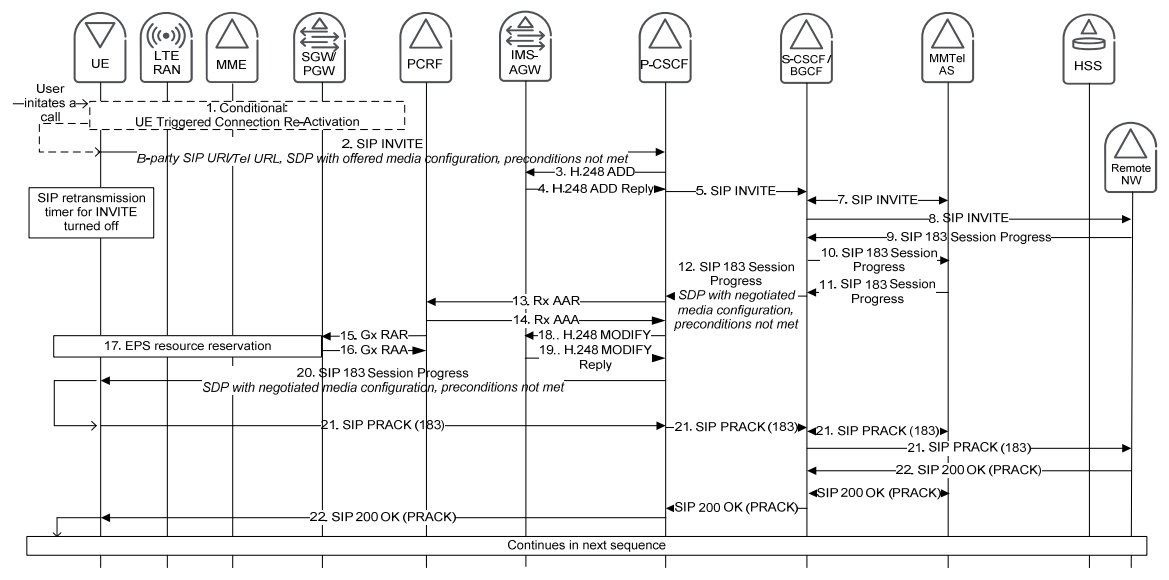 UE
LTE
RAN
MME
SGW/
PGW
PCRF
IMS-
AGW
P-CSCF
S-CSCF/
BGCF
MMTel
AS
HSS
Remote
NW
User
initates a
call
1. Conditional:
UE Triggered Connection Re-Activation
2. SIP INVITE
B-party SIP URI/Tel URL, SDP with offered media configuration, preconditions not met
3. H.248 ADD
4. H.248 ADD Reply
5. SIP INVITE
7. SIP INVITE
8. SIP INVITE
SIP retransmission
timer for INVITE
turned off
9. SIP 183 Session Progress
10. SIP 183 Session
Progress
11. SIP 183 Session
Progress
12. SIP 183 Session
Progress
SDP with negotiated
media configuration,
preconditions not met
13. Rx AAR
14. Rx AAA
15. Gx RAR
16. Gx RAA
17. EPS resource reservation
18.. H.248 MODIFY
19.. H.248 MODIFY
Reply
20. SIP 183 Session Progress
SDP with negotiated media configuration, preconditions not met
21. SIP PRACK (183)
21. SIP PRACK (183)
21. SIP PRACK (183)
21. SIP PRACK (183)
22. SIP 200 OK (PRACK)
SIP 200 OK (PRACK)
SIP 200 OK (PRACK)
22. SIP 200 OK (PRACK)
Continues in next sequence